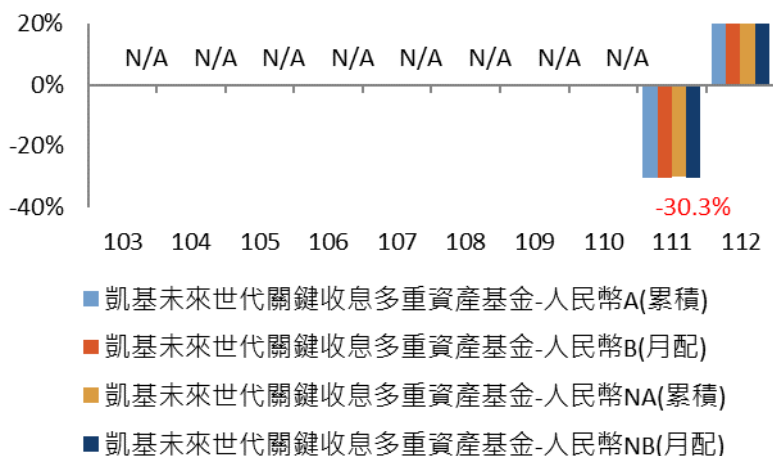 20%
N/A N/A N/A N/A N/A N/A N/A N/A
0%
-20%
-40%
-30.3%
103 104 105 106 107 108 109 110 111 112
凱基未來世代關鍵收息多重資產基金-人民幣A(累積)
凱基未來世代關鍵收息多重資產基金-人民幣B(月配)
凱基未來世代關鍵收息多重資產基金-人民幣NA(累積)
凱基未來世代關鍵收息多重資產基金-人民幣NB(月配)